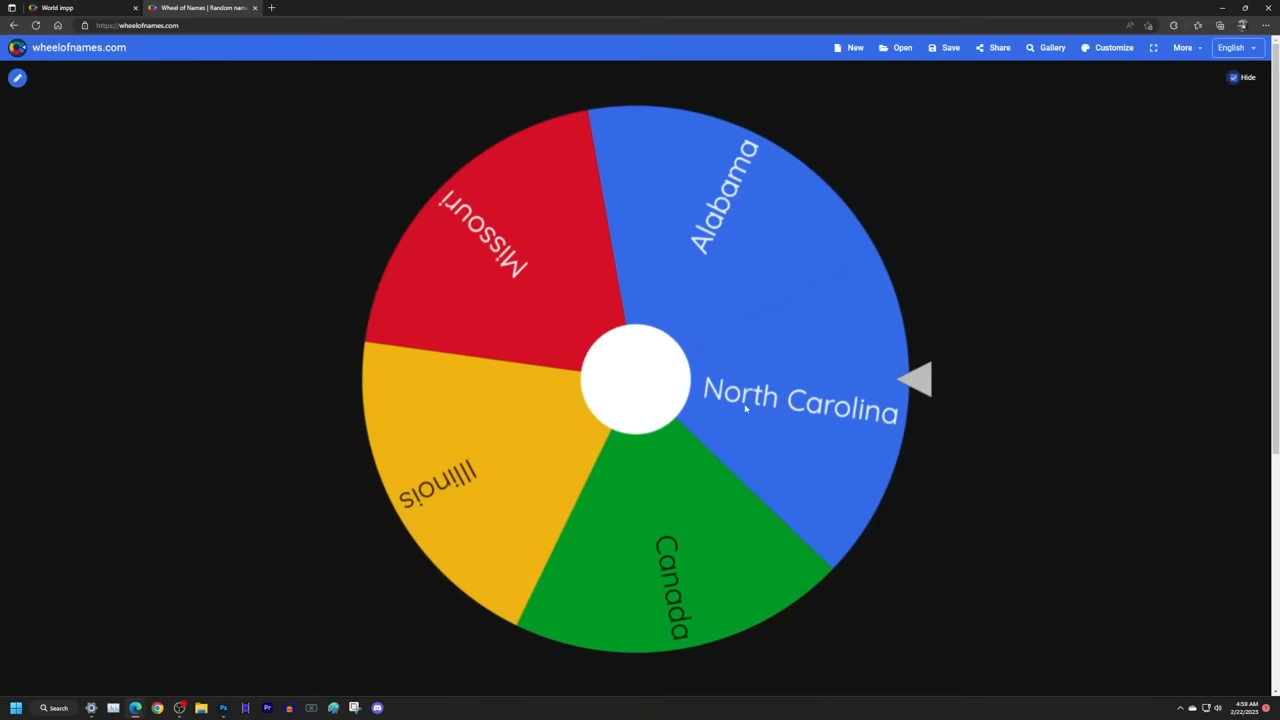 World impp
Wheel of Names | Random nam
https://wheelofnames.com
wheelofnames.com
New
Open
Save
Share
Gallery
Customize
More
English
Hide
Alabama
Missouri
North Carolina
Illinois
Canada
Search
4:59 AM
2/22/2023